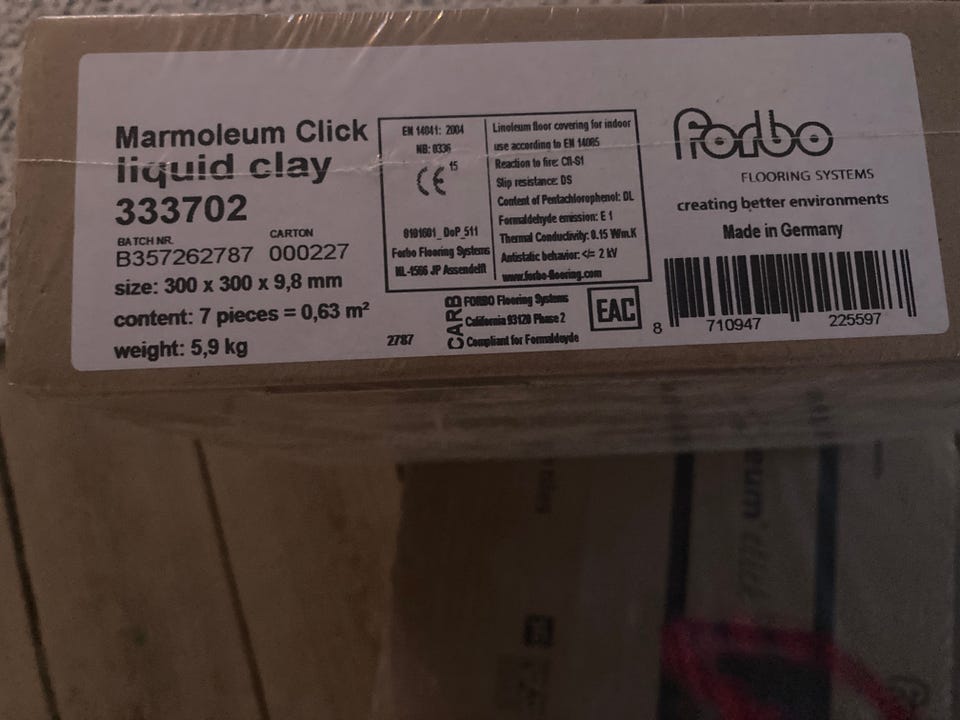 Marmoleum Click
liquid clay
333702
BATCH NR. CARTON
B357262787 000227
size: 300 x 300 x 9,8 mm
content: 7 pieces = 0,63 m²
weight: 5,9 kg
EN 14041: 2004
NB: 0336
CE 15
0101601_DoP_511
Forbo Flooring Systems
NL-1566 JP Assendelft
Linoleum floor covering for indoor
use according to EN 14085
Reaction to fire: Cfl-S1
Slip resistance: DS
Content of Pentachlorophenol: DL
Formaldehyde emission: E 1
Thermal Conductivity: 0.15 W/m.K
Antistatic behavior: </= 2 kV
www.forbo-flooring.com
2787
CARB
FORBO Flooring Systems
California 93120 Phase 2
Compliant for Formaldeyde
EAC
forbo
FLOORING SYSTEMS
creating better environments
Made in Germany
8 710947 225597